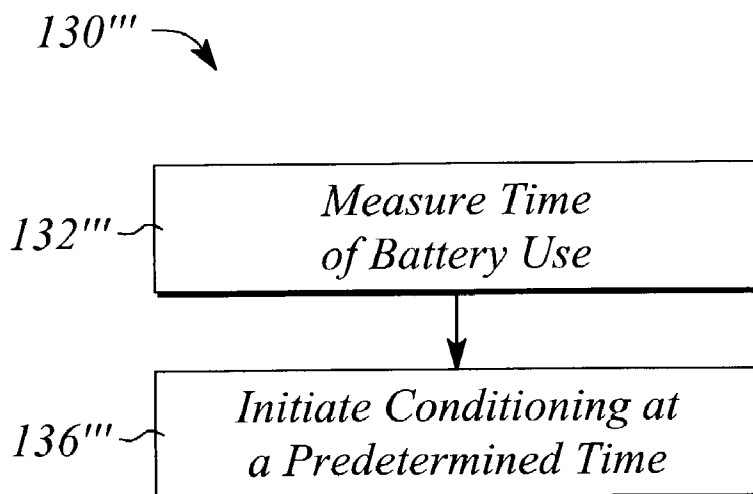 130'''
132'''
Measure Time
of Battery Use
136'''
Initiate Conditioning at
a Predetermined Time